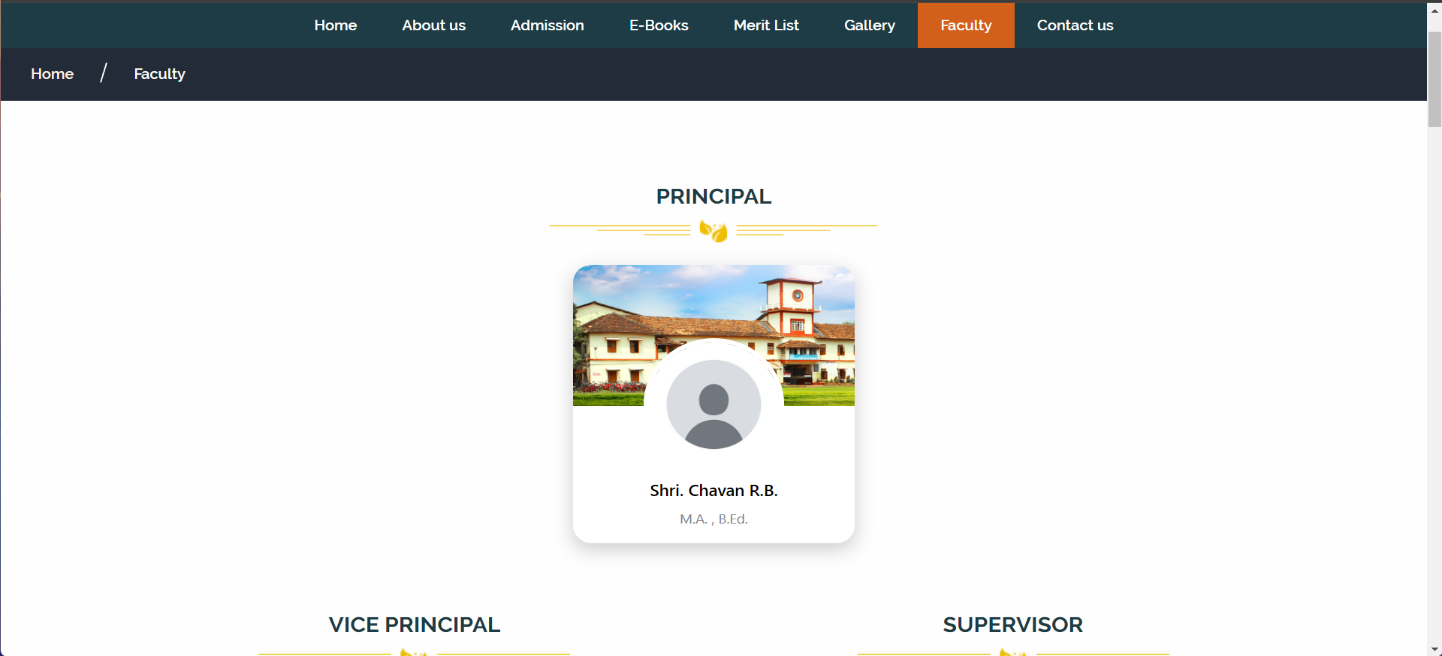 Home About us Admission E-Books Merit List Gallery Faculty Contact us
Home / Faculty
PRINCIPAL
Shri. Chavan R.B.
M.A. , B.Ed.
VICE PRINCIPAL SUPERVISOR